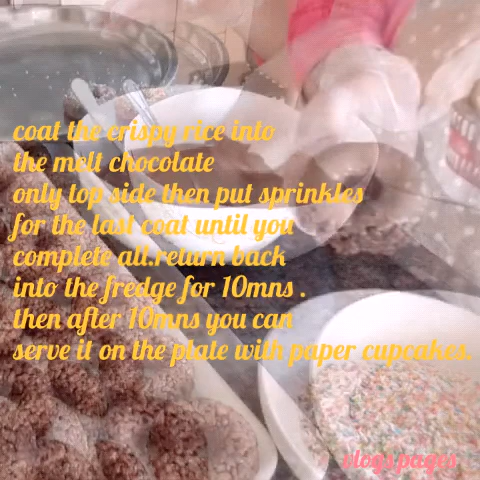 coat the crispy rice into
the melt chocolate
only top side then put sprinkles
for the last coat until you
complete all.return back
into the fredge for 10mns .
then after 10mns you can
serve it on the plate with paper cupcakes.
vlogs pages